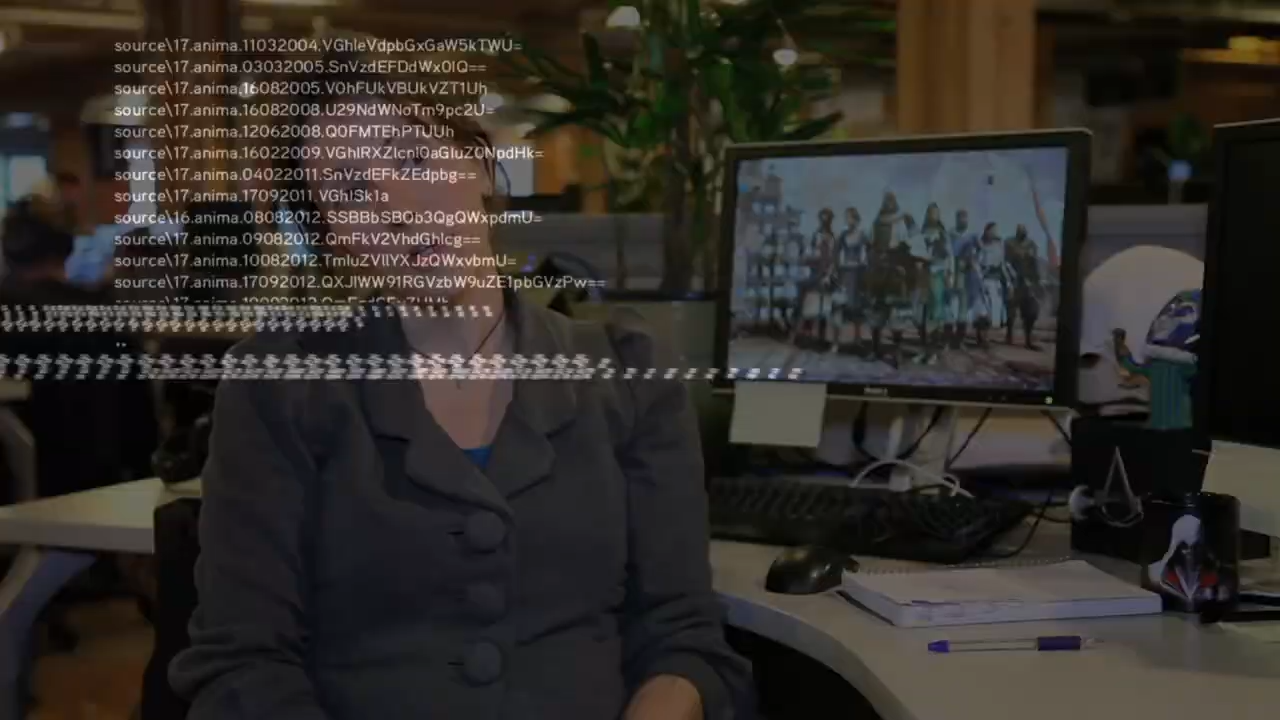 source\17.anima.11032004.VGhleVdpbGxGaW5kTWU=
source\17.anima.03032005.SnVzdEFDdWx0IQ==
source\17.anima.16082005.V0hFUkVBUkVZT1Uh
source\17.anima.16082008.U29NdWNoTm9pc2U=
source\17.anima.12062008.Q0FMTEhPTUUh
source\17.anima.16022009.VGhlRXZlcnl0aGluZ0NpdHk=
source\17.anima.04022011.SnVzdEFkZEdpbg==
source\17.anima.17092011.VGhlSk1a
source\16.anima.08082012.SSBBbSBOb3QgQWxpdmU=
source\17.anima.09082012.QmFkV2VhdGhlcg==
source\17.anima.10082012.TmluZVllYXJzQWxvbmU=
source\17.anima.17092012.QXJlWW91RGVzbW9uZE1pbGVzPw==